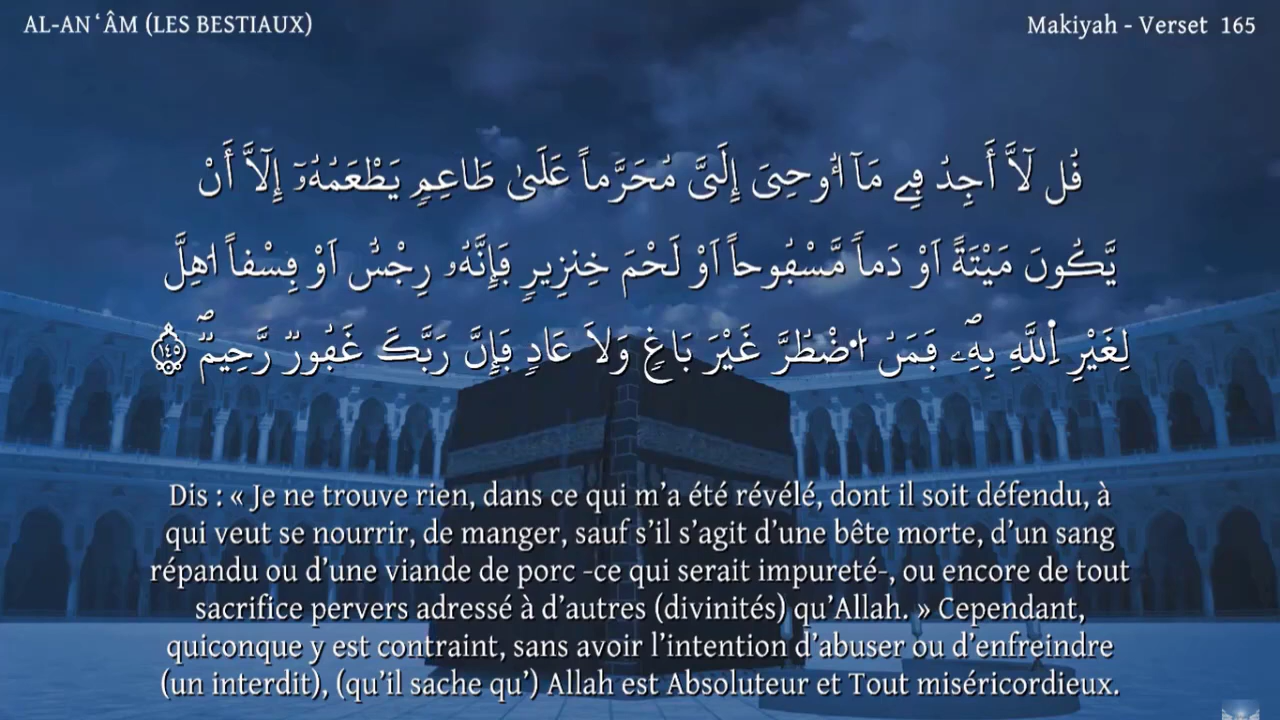 AL-AN‘ÂM (LES BESTIAUX)
Makiyah - Verset 165
قُل لَّآ أَجِدُ فِے مَآ أُوحِىَ إِلَىَّ مُحَرَّماً عَلَىٰ طَاعِمٍ يَطْعَمُهُۥٓ إِلَّآ أَنْ
يَّكُونَ مَيْتَةً اَوْ دَماً مَّسْفُوحاً اَوْ لَحْمَ خِنزِيرٍ فَإِنَّهُۥ رِجْسٌ اَوْ فِسْقاً اُهِلَّ
لِغَيْرِ اِ۬للَّهِ بِهِۦۖ فَمَنُ اُ۟ضْطُرَّ غَيْرَ بَاغٍ وَلَا عَادٍ فَإِنَّ رَبَّكَ غَفُورٌ رَّحِيمٌۖ ١٤٥
Dis : « Je ne trouve rien, dans ce qui m’a été révélé, dont il soit défendu, à
qui veut se nourrir, de manger, sauf s’il s’agit d’une bête morte, d’un sang
répandu ou d’une viande de porc -ce qui serait impureté-, ou encore de tout
sacrifice pervers adressé à d’autres (divinités) qu’Allah. » Cependant,
quiconque y est contraint, sans avoir l’intention d’abuser ou d’enfreindre
(un interdit), (qu’il sache qu’) Allah est Absoluteur et Tout miséricordieux.